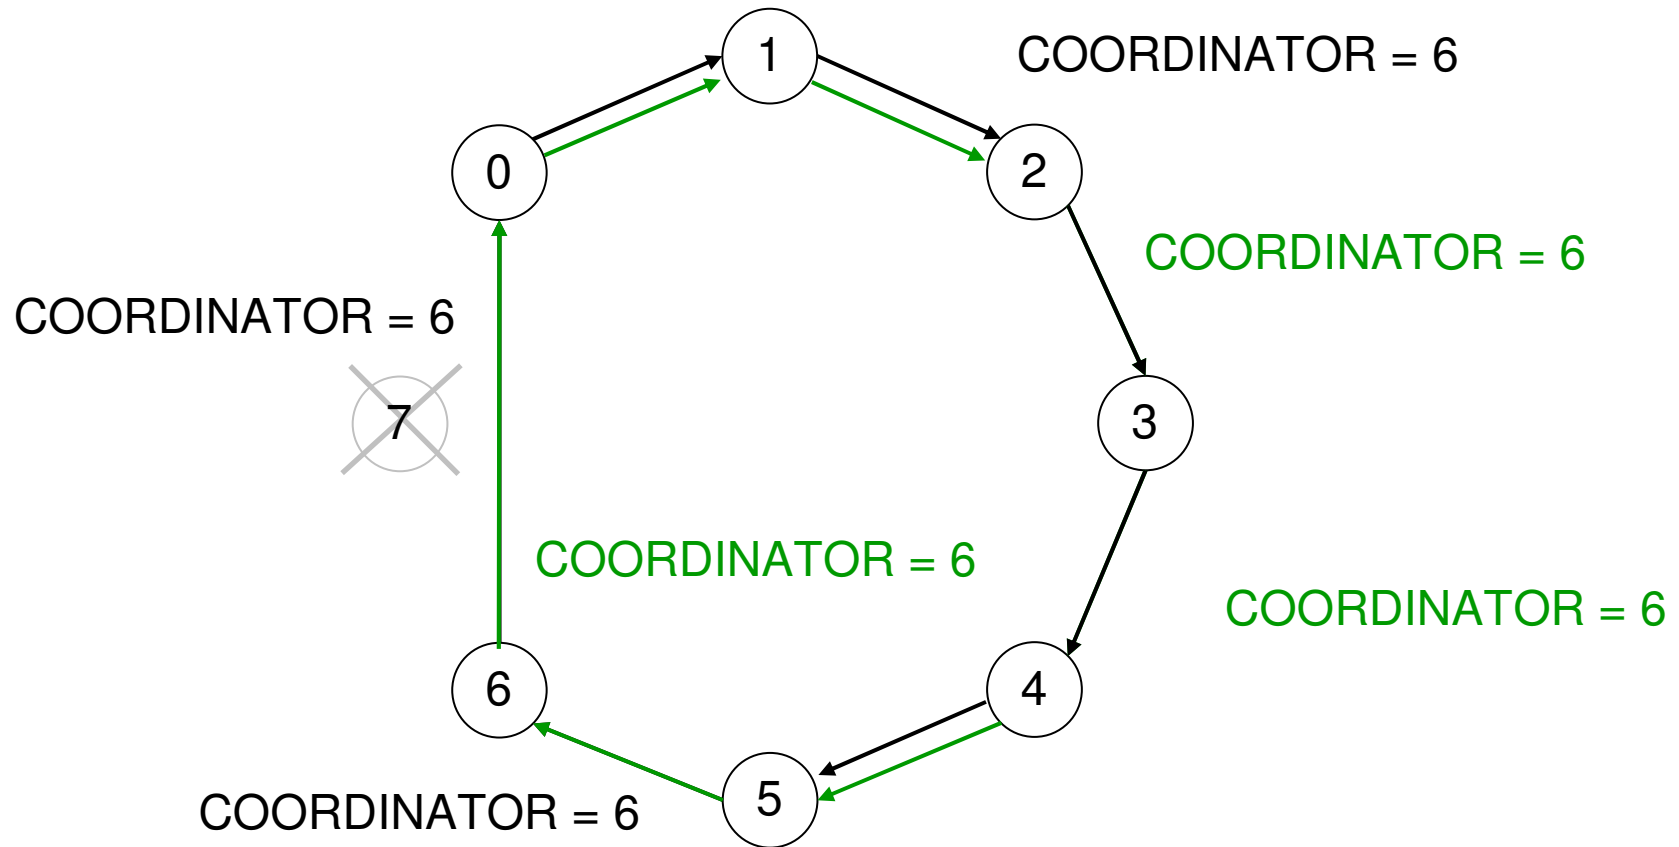 1
COORDINATOR = 6
0
2
COORDINATOR = 6
COORDINATOR = 6
7
3
COORDINATOR = 6
COORDINATOR = 6
6
4
5
COORDINATOR = 6